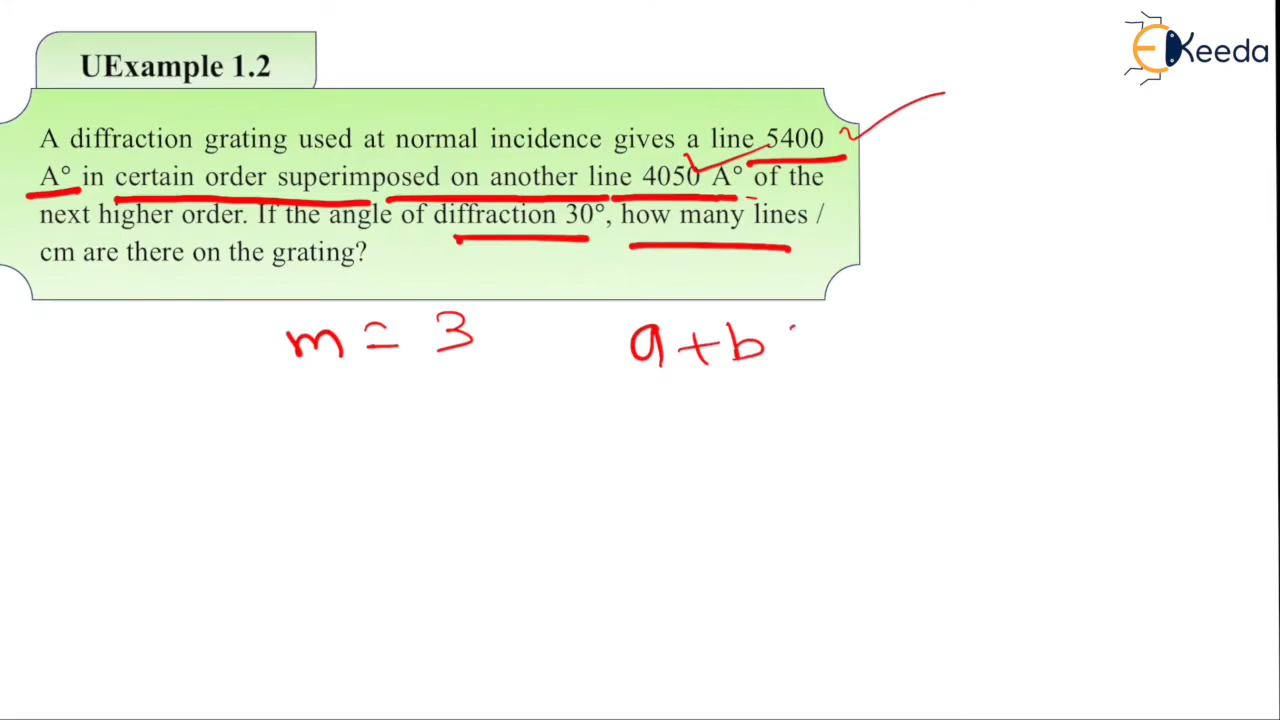 Keeda
UExample 1.2
A diffraction grating used at normal incidence gives a line 5400
A° in certain order superimposed on another line 4050 A° of the
next higher order. If the angle of diffraction 30°, how many lines /
cm are there on the grating?
m = 3 a+b